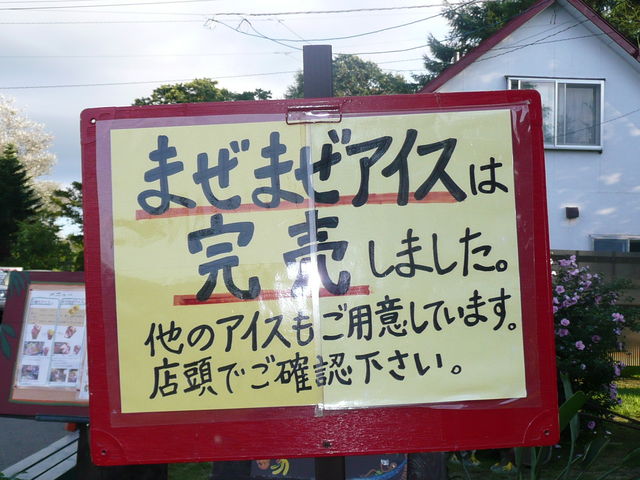 まぜまぜアイスは
完売しました。
他のアイスもご用意しています。
店頭でご確認下さい。